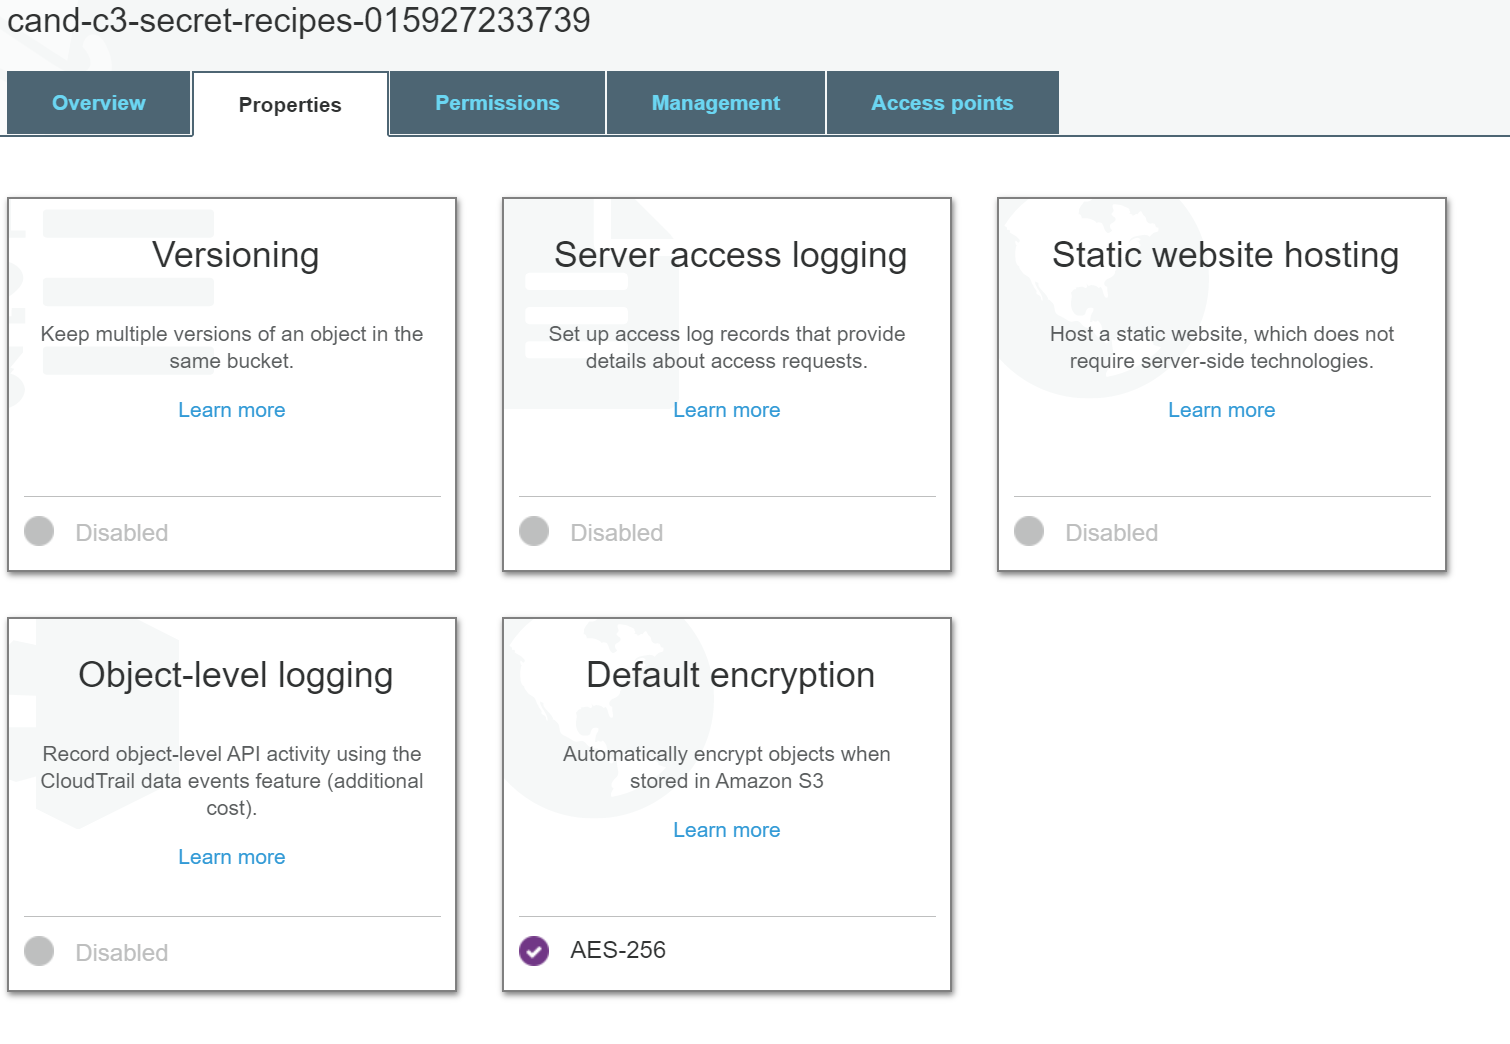 cand-c3-secret-recipes-015927233739
Overview
Properties
Permissions
Management
Access points
Versioning
Keep multiple versions of an object in the
same bucket.
Learn more
Disabled
Server access logging
Set up access log records that provide
details about access requests.
Learn more
Disabled
Static website hosting
Host a static website, which does not
require server-side technologies.
Learn more
Disabled
Object-level logging
Record object-level API activity using the
CloudTrail data events feature (additional
cost).
Learn more
Disabled
Default encryption
Automatically encrypt objects when
stored in Amazon S3
Learn more
AES-256